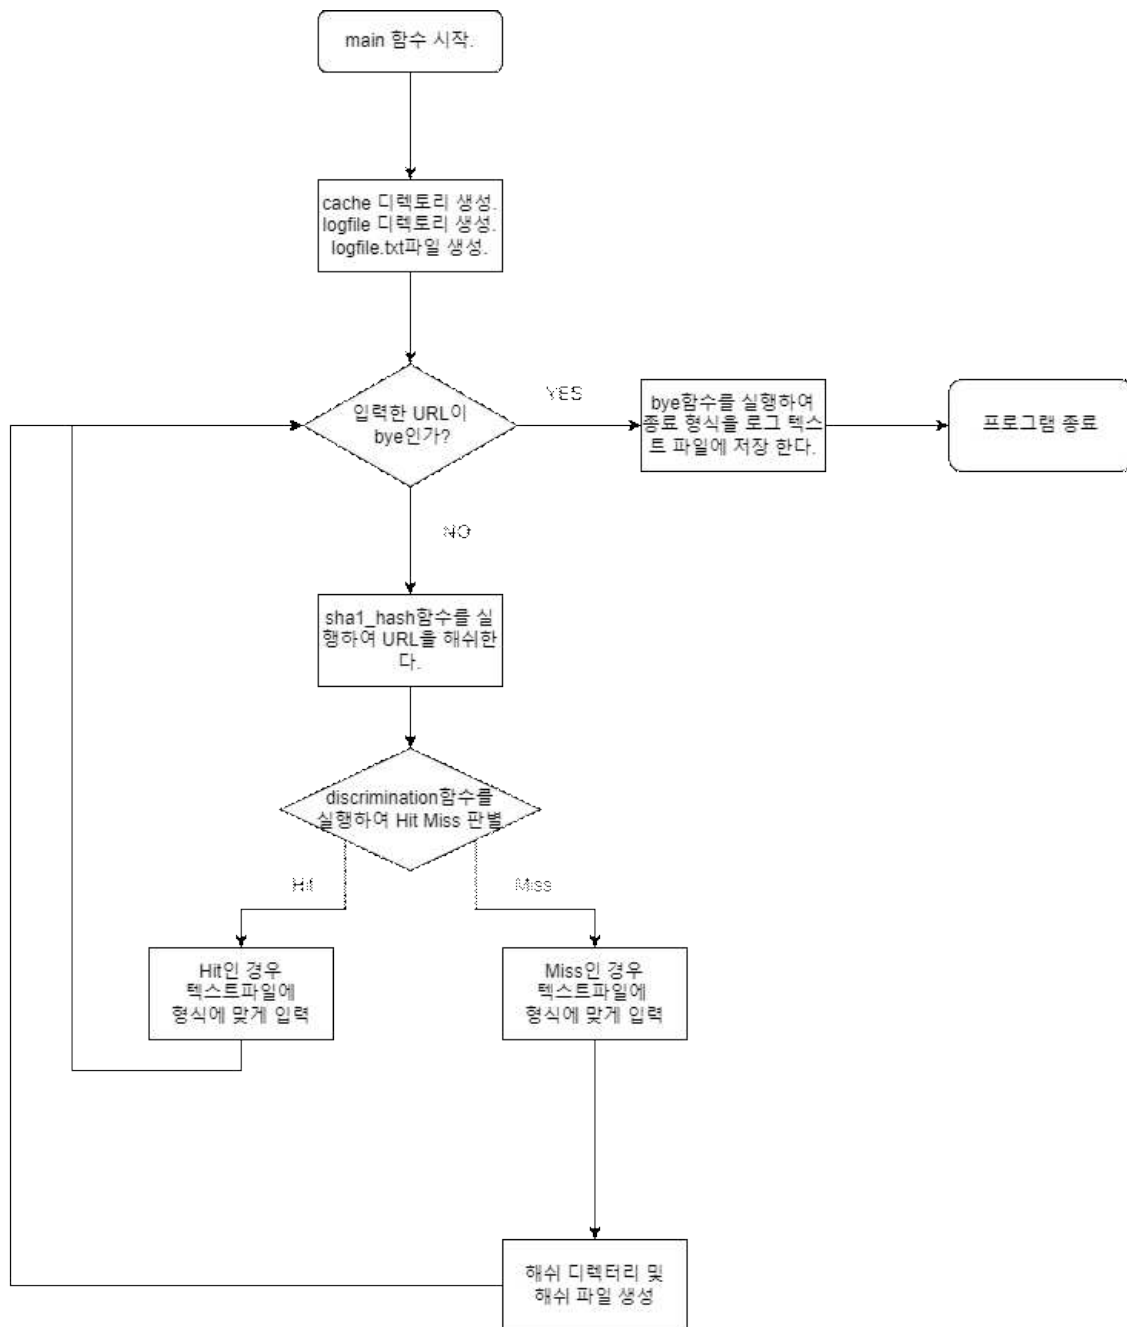 main 함수 시작.
cache 디렉토리 생성.
logfile 디렉토리 생성.
logfile.txt파일 생성.
입력한 URL이
bye인가?
YES
bye함수를 실행하여
종료 형식을 로그 텍스
트 파일에 저장 한다.
프로그램 종료
NO
sha1_hash함수를 실
행하여 URL을 해쉬한
다.
discrimination함수를
실행하여 Hit Miss 판별
Hit
Miss
Hit인 경우
텍스트파일에
형식에 맞게 입력
Miss인 경우
텍스트파일에
형식에 맞게 입력
해쉬 디렉터리 및
해쉬 파일 생성